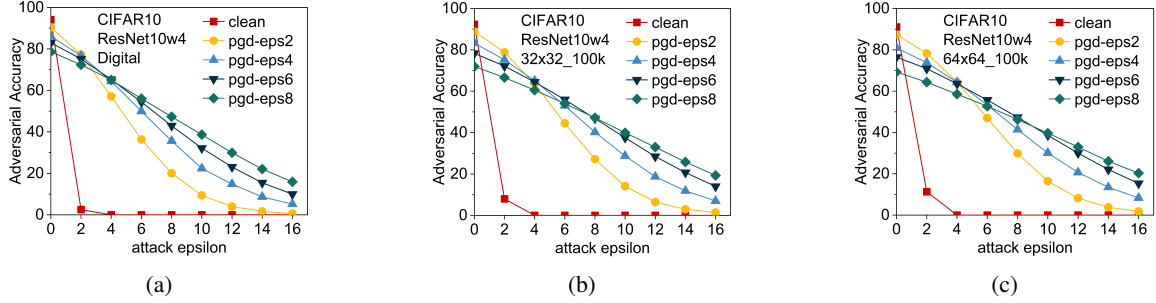 CIFAR10
ResNet10w4
Digital
clean
pgd-eps2
pgd-eps4
pgd-eps6
pgd-eps8
Adversarial Accuracy
100
80
60
40
20
0
0 2 4 6 8 10 12 14 16
attack epsilon
(a)
CIFAR10
ResNet10w4
32x32_100k
clean
pgd-eps2
pgd-eps4
pgd-eps6
pgd-eps8
Adversarial Accuracy
100
80
60
40
20
0
0 2 4 6 8 10 12 14 16
attack epsilon
(b)
CIFAR10
ResNet10w4
64x64_100k
clean
pgd-eps2
pgd-eps4
pgd-eps6
pgd-eps8
Adversarial Accuracy
100
80
60
40
20
0
0 2 4 6 8 10 12 14 16
attack epsilon
(c)